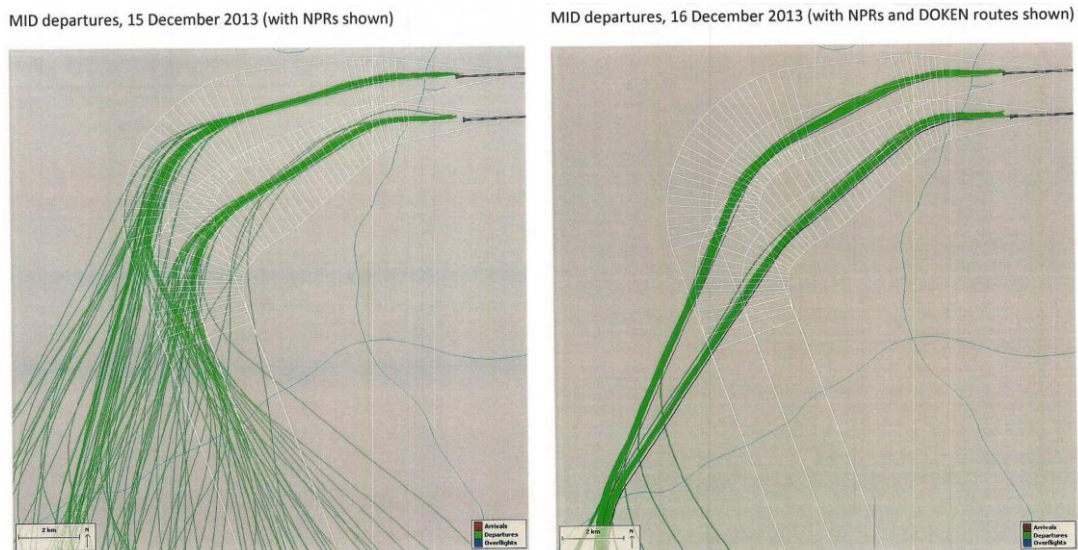 MID departures, 15 December 2013 (with NPRs shown)
MID departures, 16 December 2013 (with NPRs and DOKEN routes shown)
2 km
N
Arrivals
Departures
Overflights
2 km
N
Arrivals
Departures
Overflights